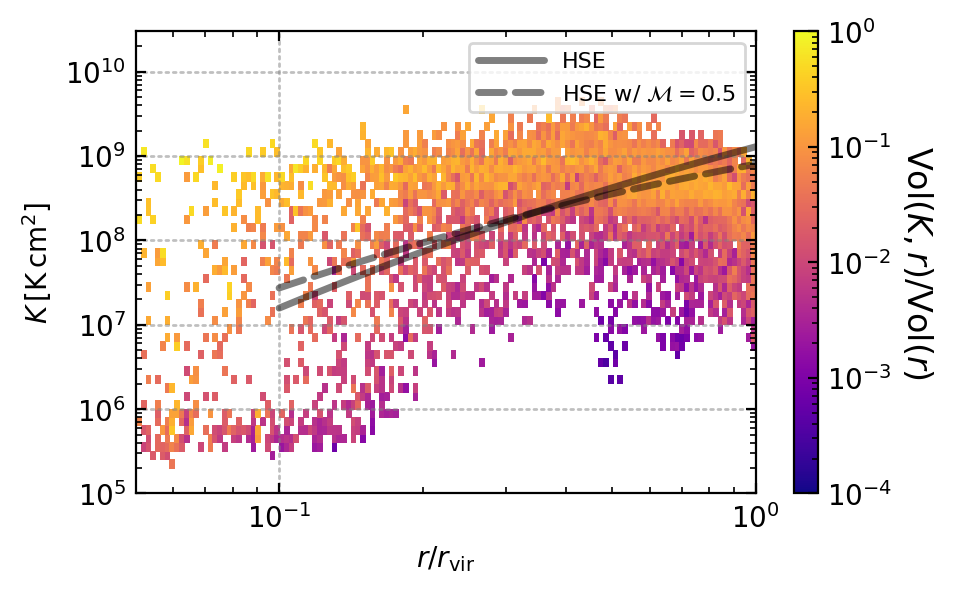 HSE
HSE w/ ℳ = 0.5
10¹⁰
10⁹
10⁸
10⁷
10⁶
10⁵
K [K cm²]
10⁻¹
10⁰
r/r_vir
10⁰
10⁻¹
10⁻²
10⁻³
10⁻⁴
Vol(K, r)/Vol(r)